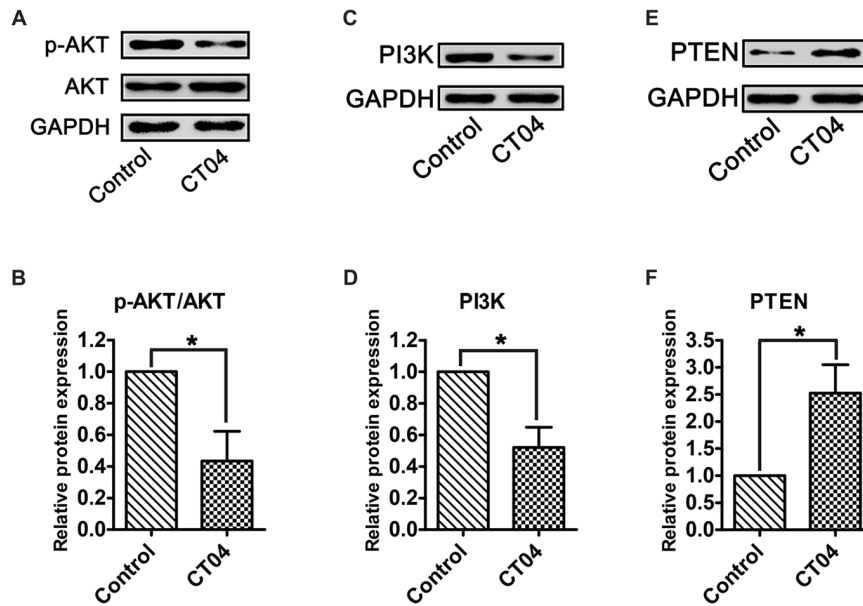 A
p-AKT
AKT
GAPDH
Control
CT04
C
PI3K
GAPDH
Control
CT04
E
PTEN
GAPDH
Control
CT04
B
p-AKT/AKT
Relative protein expression
1.2
1.0
0.8
0.6
0.4
0.2
0.0
*
Control
CT04
D
PI3K
Relative protein expression
1.2
1.0
0.8
0.6
0.4
0.2
0.0
*
Control
CT04
F
PTEN
Relative protein expression
3.5
3.0
2.5
2.0
1.5
1.0
0.5
0.0
*
Control
CT04